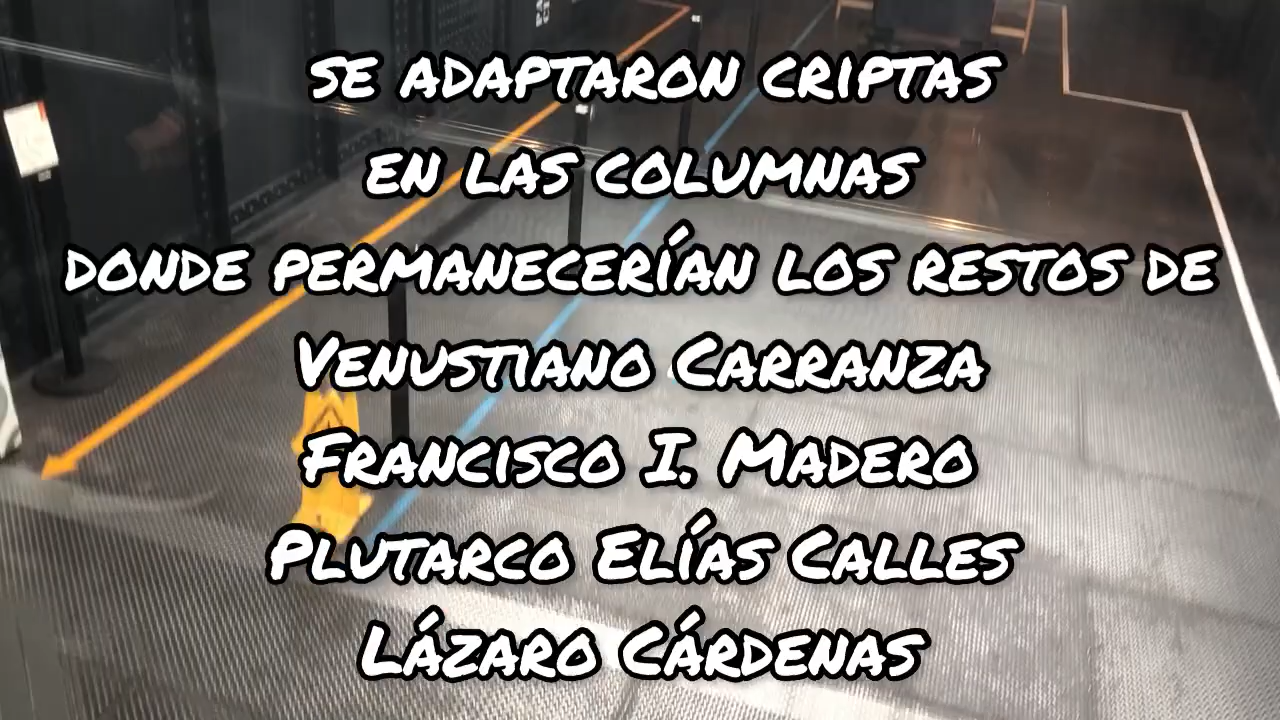 se adaptaron criptas
en las columnas
donde permanecerían los restos de
Venustiano Carranza
Francisco I. Madero
Plutarco Elías Calles
Lázaro Cárdenas